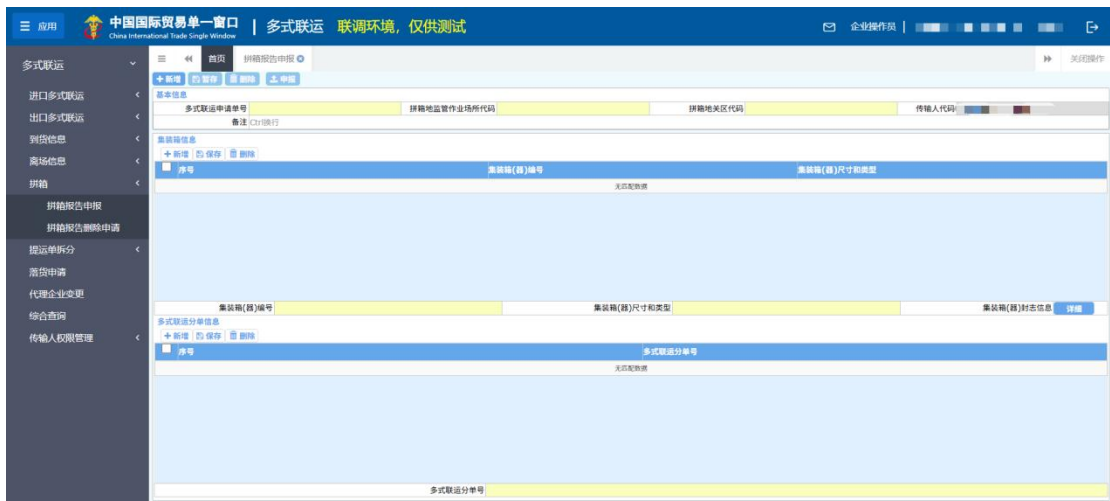 应用 中国国际贸易单一窗口 China International Trade Single Window | 多式联运 联调环境，仅供测试 企业操作员 |
多式联运
进口多式联运
出口多式联运
到货信息
离场信息
拼箱
拼箱报告申报
拼箱报告删除申请
提运单拆分
落货申请
代理企业变更
综合查询
传输人权限管理
首页 拼箱报告申报 关闭操作
+新增 暂存 删除 申报
基本信息
多式联运申请单号 拼箱地监管作业场所代码 拼箱地关区代码 传输人代码
备注 Ctrl换行
集装箱信息
+新增 保存 删除
序号 集装箱(器)编号 集装箱(器)尺寸和类型
无匹配数据
集装箱(器)编号 集装箱(器)尺寸和类型 集装箱(器)封志信息 详细
多式联运分单信息
+新增 保存 删除
序号 多式联运分单号
无匹配数据
多式联运分单号